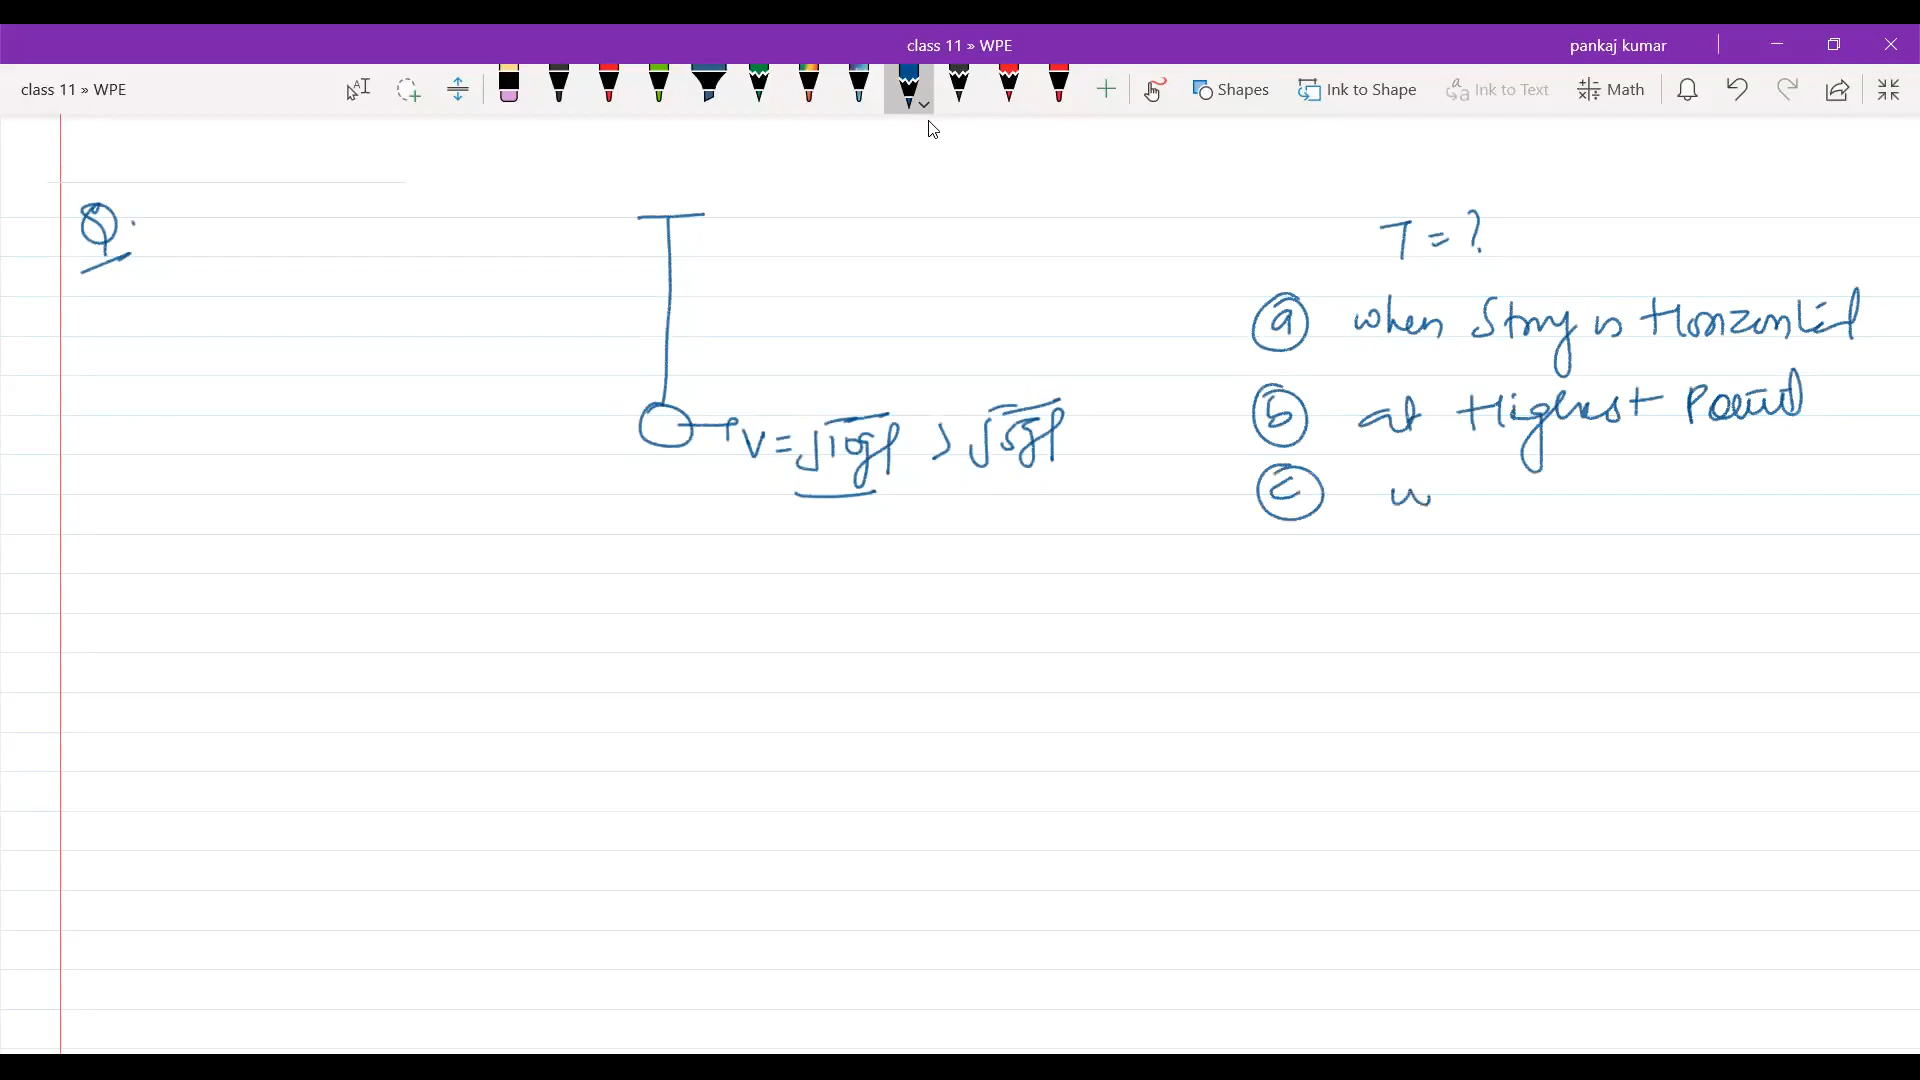 class 11 » WPE
pankaj kumar
class 11 » WPE
Shapes
Ink to Shape
Ink to Text
Math
Q.
T = ?
(a) when String is Horizontal
(b) at Highest Point
V = √10gl > √5gl
(c) w